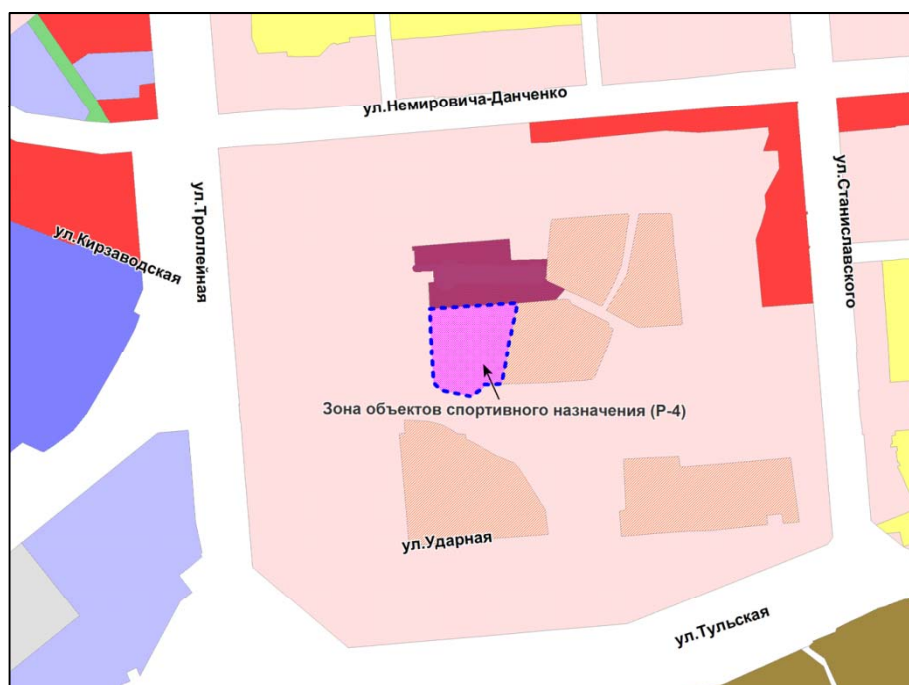 ул.Немировича-Данченко
ул.Троллейная
ул.Кирзаводская
ул.Станиславского
Зона объектов спортивного назначения (Р-4)
ул.Ударная
ул.Тульская